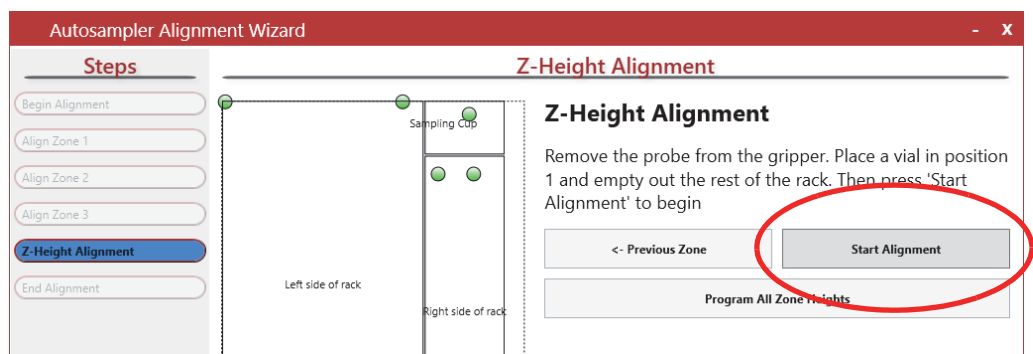 Autosampler Alignment Wizard
- X
Steps
Z-Height Alignment
Begin Alignment
Align Zone 1
Align Zone 2
Align Zone 3
Z-Height Alignment
End Alignment
Sampling Cup
Left side of rack
Right side of rack
Z-Height Alignment
Remove the probe from the gripper. Place a vial in position
1 and empty out the rest of the rack. Then press 'Start
Alignment' to begin
<- Previous Zone
Start Alignment
Program All Zone Heights